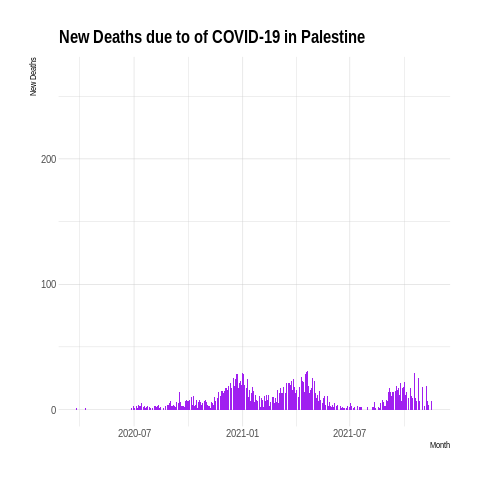 New Deaths due to of COVID-19 in Palestine
New Deaths
200
100
0
2020-07
2021-01
2021-07
Month